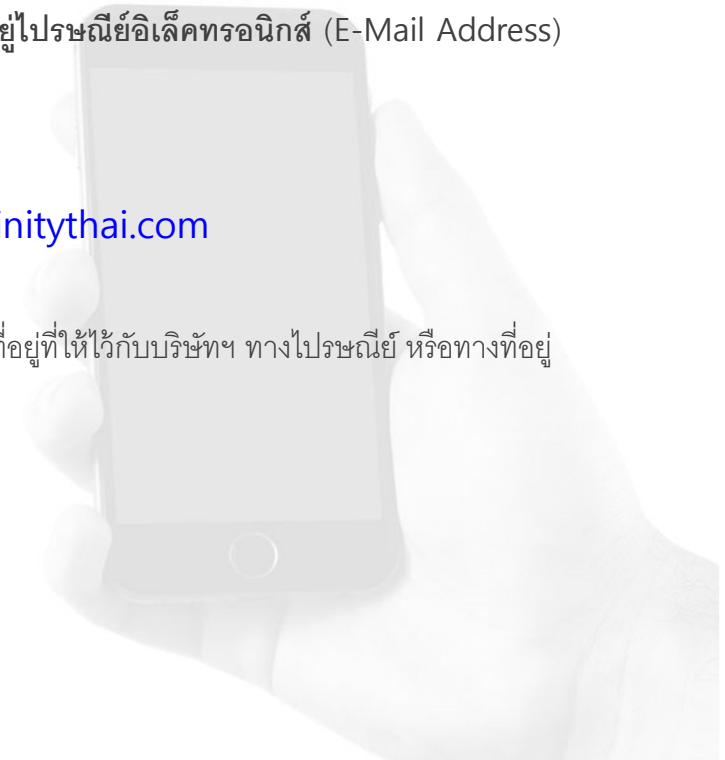 ยู่ไปรษณีย์อิเล็คทรอนิกส์ (E-Mail Address)
initythai.com
ที่อยู่ที่ให้ไว้กับบริษัทฯ ทางไปรษณีย์ หรือทางที่อยู่